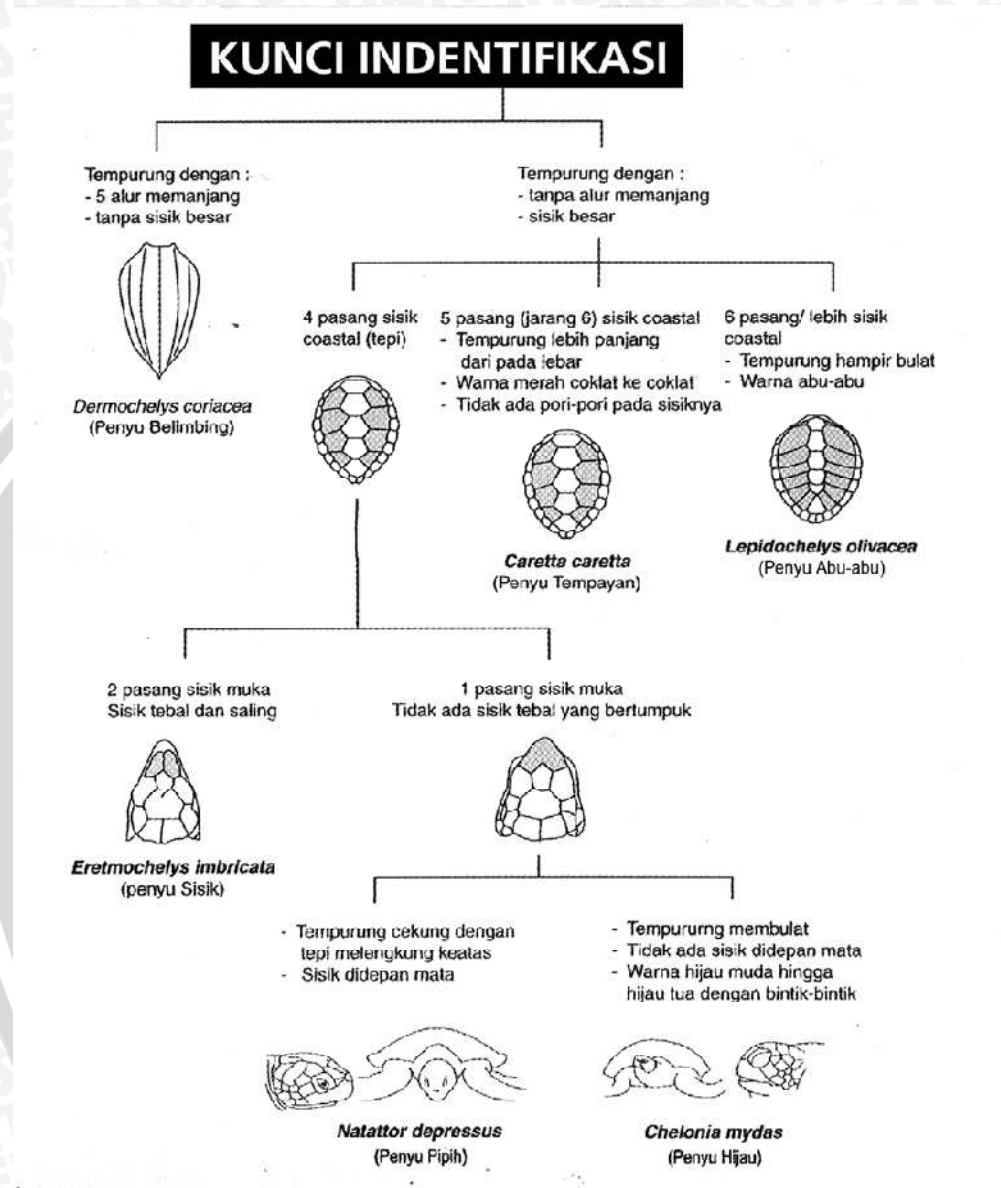 KUNCI INDENTIFIKASI
Tempurung dengan :
- 5 alur memanjang
- tanpa sisik besar
Dermochelys coriacea
(Penyu Belimbing)
Tempurung dengan :
- tanpa alur memanjang
- sisik besar
4 pasang sisik
coastal (tepi)
5 pasang (jarang 6) sisik coastal
- Tempurung lebih panjang
dari pada lebar
- Warna merah coklat ke coklat
- Tidak ada pori-pori pada sisiknya
Caretta caretta
(Penyu Tempayan)
6 pasang/ lebih sisik
coastal
- Tempurung hampir bulat
- Warna abu-abu
Lepidochelys olivacea
(Penyu Abu-abu)
2 pasang sisik muka
Sisik tebal dan saling
Eretmochelys imbricata
(penyu Sisik)
1 pasang sisik muka
Tidak ada sisik tebal yang bertumpuk
- Tempurung cekung dengan
tepi melengkung keatas
- Sisik didepan mata
Natattor depressus
(Penyu Pipih)
- Tempururng membulat
- Tidak ada sisik didepan mata
- Warna hijau muda hingga
hijau tua dengan bintik-bintik
Chelonia mydas
(Penyu Hijau)